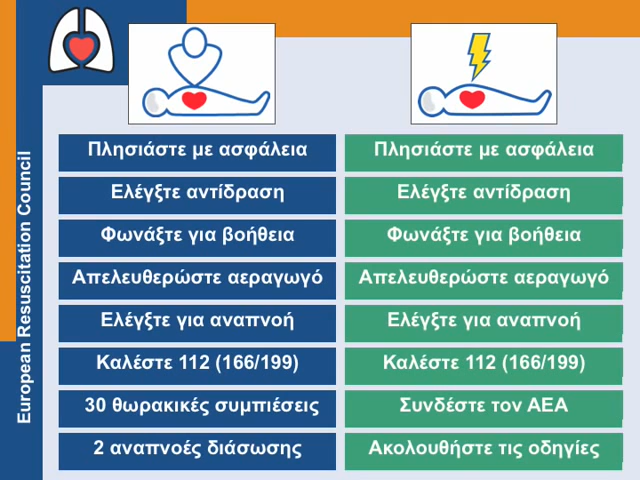 European Resuscitation Council
Πλησιάστε με ασφάλεια
Ελέγξτε αντίδραση
Φωνάξτε για βοήθεια
Απελευθερώστε αεραγωγό
Ελέγξτε για αναπνοή
Καλέστε 112 (166/199)
30 θωρακικές συμπιέσεις
2 αναπνοές διάσωσης
Πλησιάστε με ασφάλεια
Ελέγξτε αντίδραση
Φωνάξτε για βοήθεια
Απελευθερώστε αεραγωγό
Ελέγξτε για αναπνοή
Καλέστε 112 (166/199)
Συνδέστε τον ΑΕΑ
Ακολουθήστε τις οδηγίες